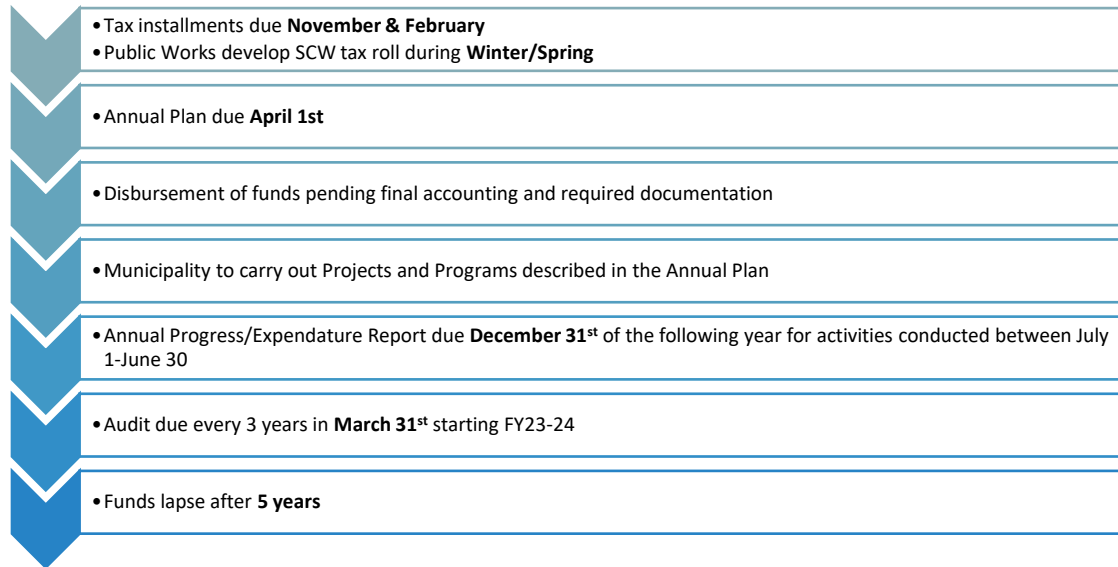 •Tax installments due November & February
•Public Works develop SCW tax roll during Winter/Spring
•Annual Plan due April 1st
•Disbursement of funds pending final accounting and required documentation
•Municipality to carry out Projects and Programs described in the Annual Plan
•Annual Progress/Expendature Report due December 31st of the following year for activities conducted between July
1-June 30
•Audit due every 3 years in March 31st starting FY23-24
•Funds lapse after 5 years